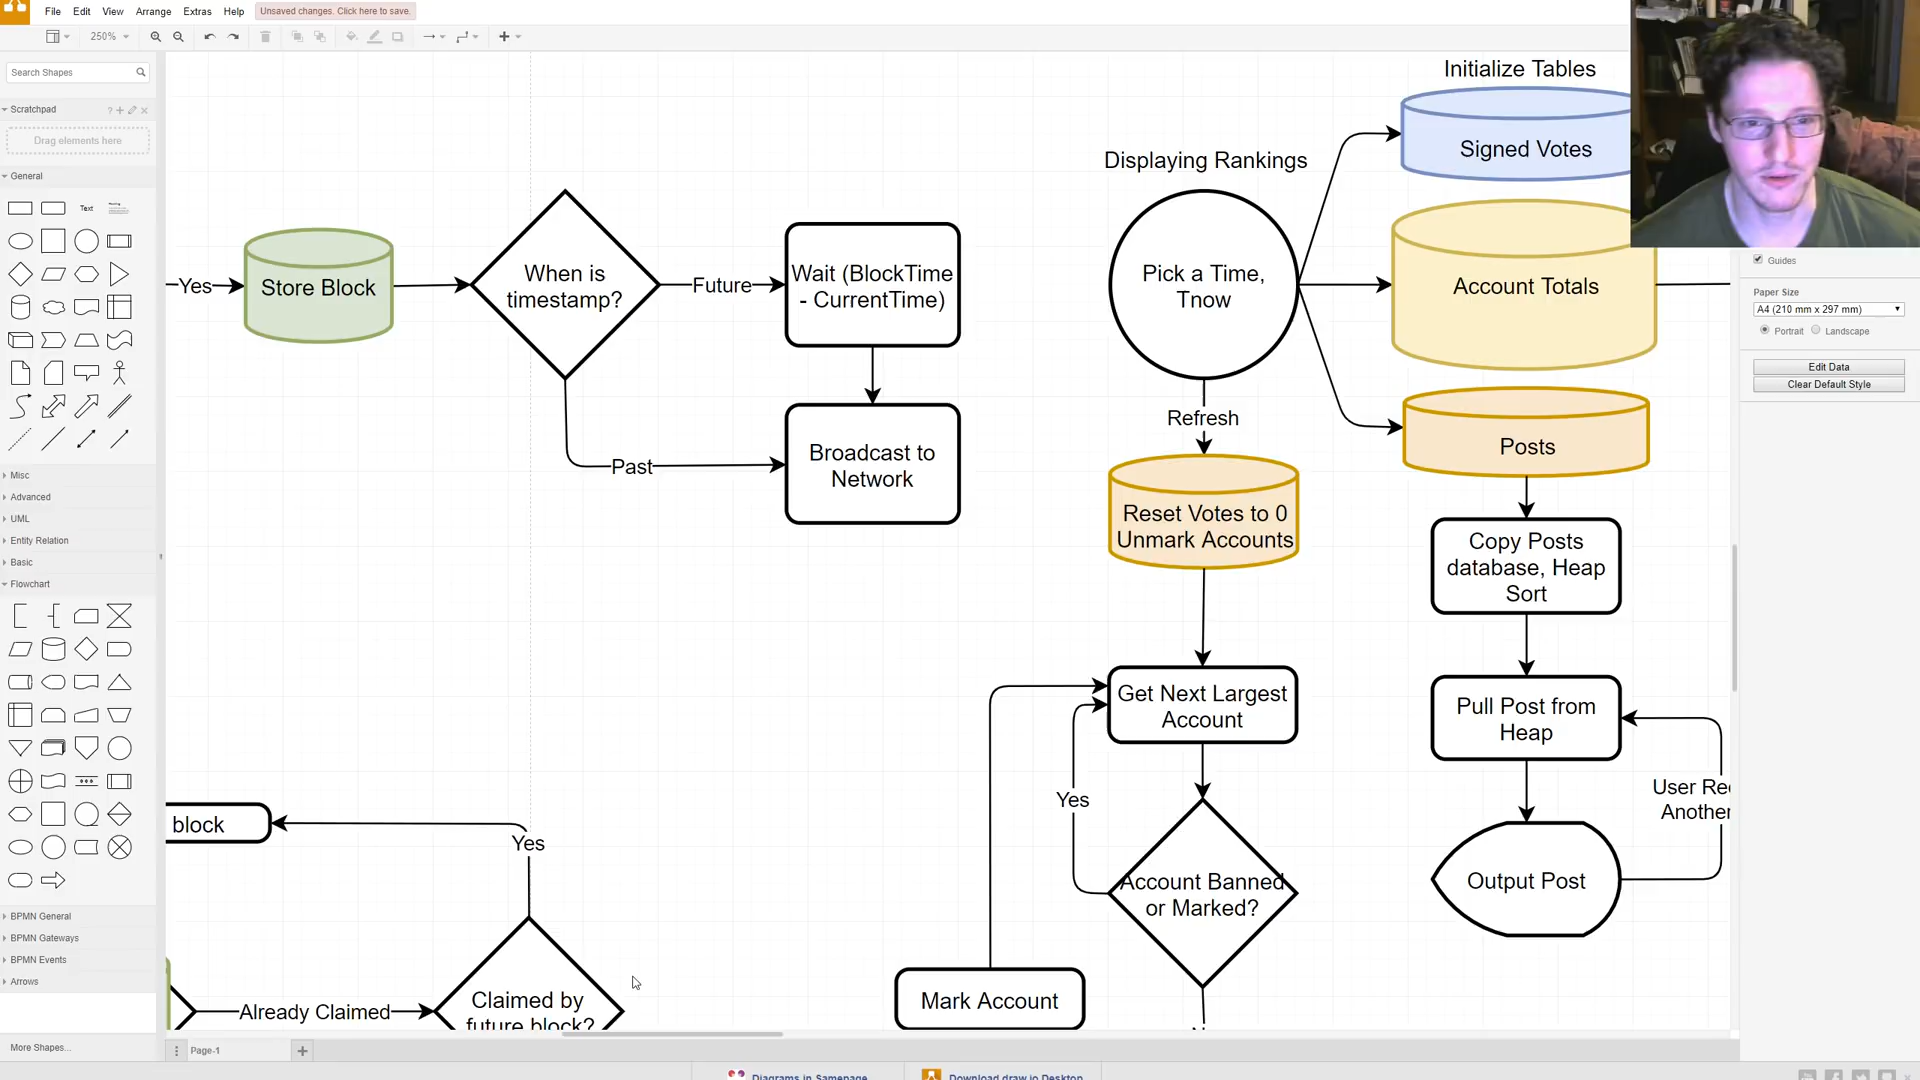 File Edit View Arrange Extras Help Unsaved changes. Click here to save.
250%
Search Shapes
Scratchpad
Drag elements here
General
Text
Misc
Advanced
UML
Entity Relation
Basic
Flowchart
BPMN General
BPMN Gateways
BPMN Events
Arrows
More Shapes...
Yes
Store Block
When is
timestamp?
Future
Wait (BlockTime
- CurrentTime)
Past
Broadcast to
Network
block
Yes
Already Claimed
Claimed by
future block?
Displaying Rankings
Pick a Time,
Tnow
Refresh
Reset Votes to 0
Unmark Accounts
Get Next Largest
Account
Yes
Account Banned
or Marked?
Mark Account
Initialize Tables
Signed Votes
Account Totals
Posts
Copy Posts
database, Heap
Sort
Pull Post from
Heap
User Re
Another
Output Post
Guides
Paper Size
A4 (210 mm x 297 mm)
Portrait Landscape
Edit Data
Clear Default Style
Page-1
Diagrams in Samepage
Download draw.io Desktop